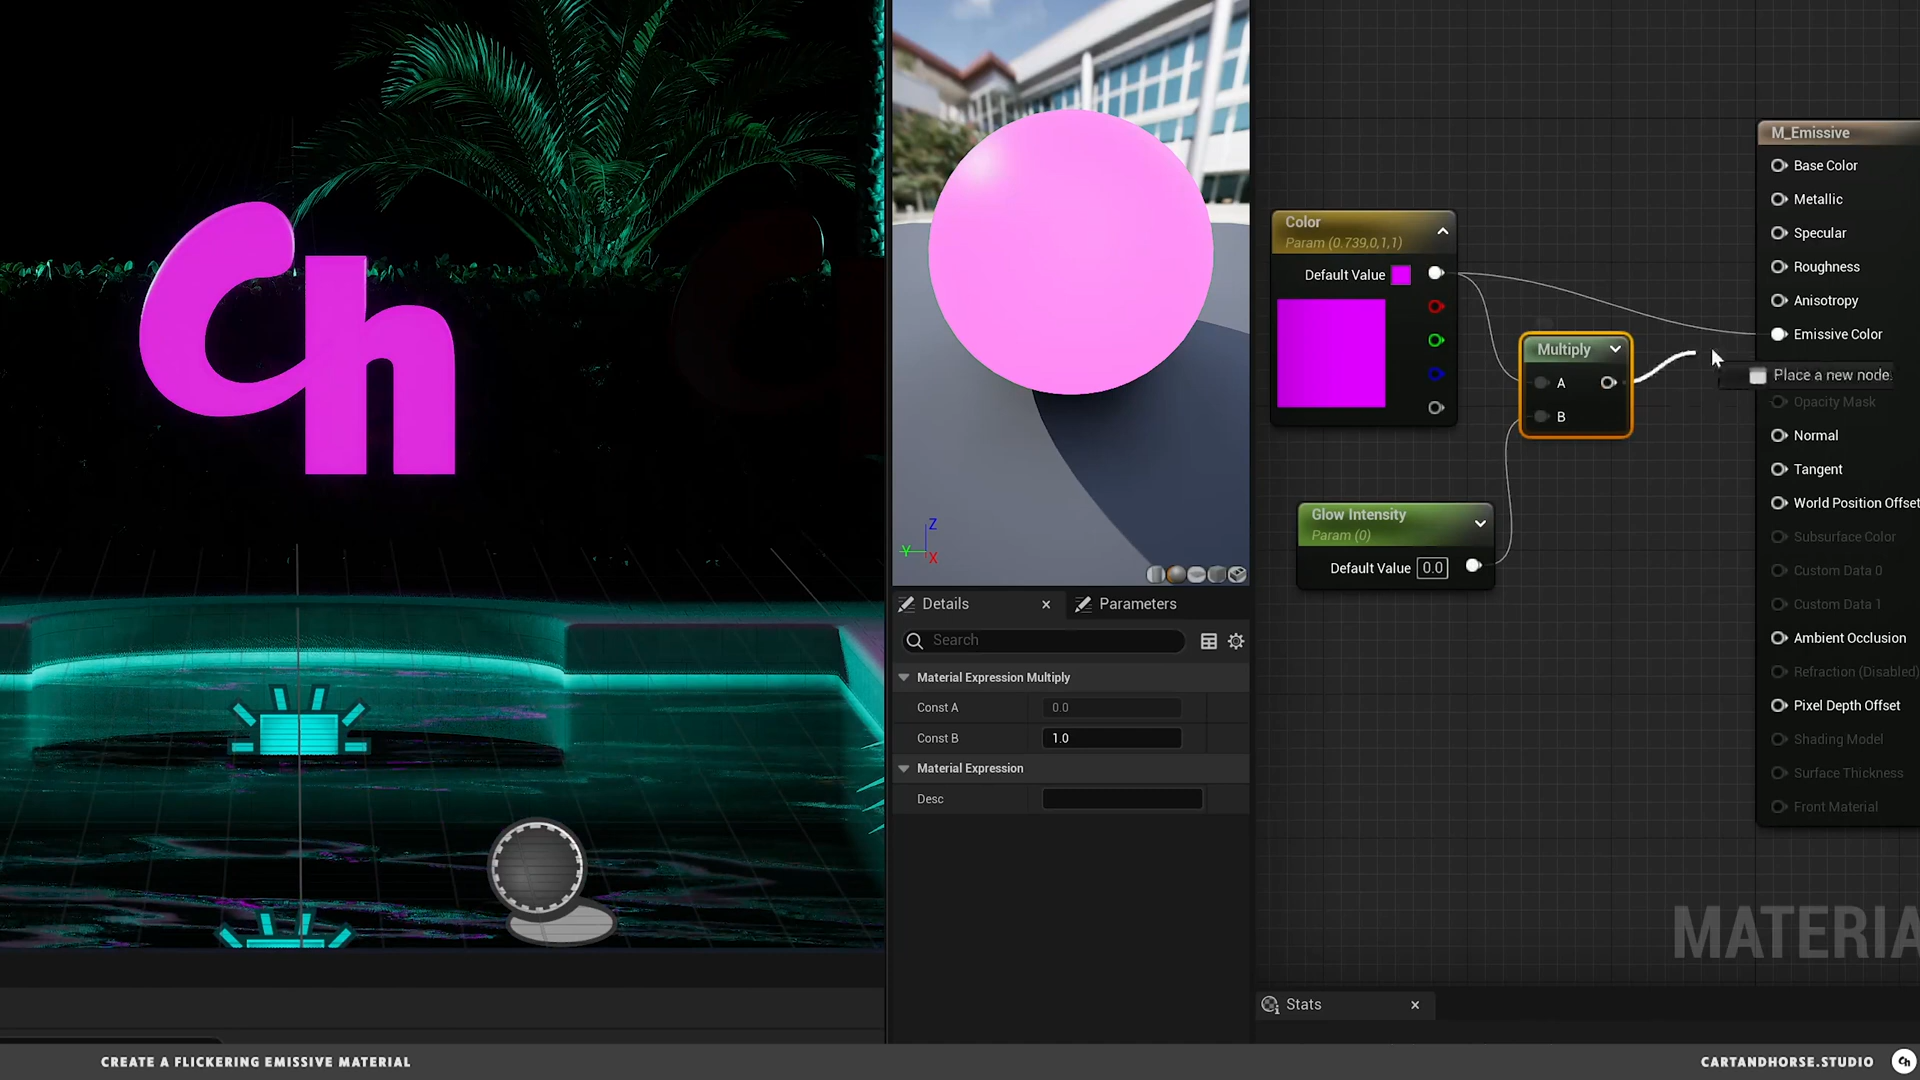 Ch
Z
Y
X
Details
Parameters
Search
Material Expression Multiply
Const A
0.0
Const B
1.0
Material Expression
Desc
Color
Param (0.739,0,1,1)
Default Value
Multiply
A
B
Glow Intensity
Param (0)
Default Value 0.0
M_Emissive
Base Color
Metallic
Specular
Roughness
Anisotropy
Emissive Color
Place a new node.
Opacity Mask
Normal
Tangent
World Position Offset
Subsurface Color
Custom Data 0
Custom Data 1
Ambient Occlusion
Refraction (Disabled)
Pixel Depth Offset
Shading Model
Surface Thickness
Front Material
MATERIA
Stats
CREATE A FLICKERING EMISSIVE MATERIAL
CARTANDHORSE.STUDIO
Ch